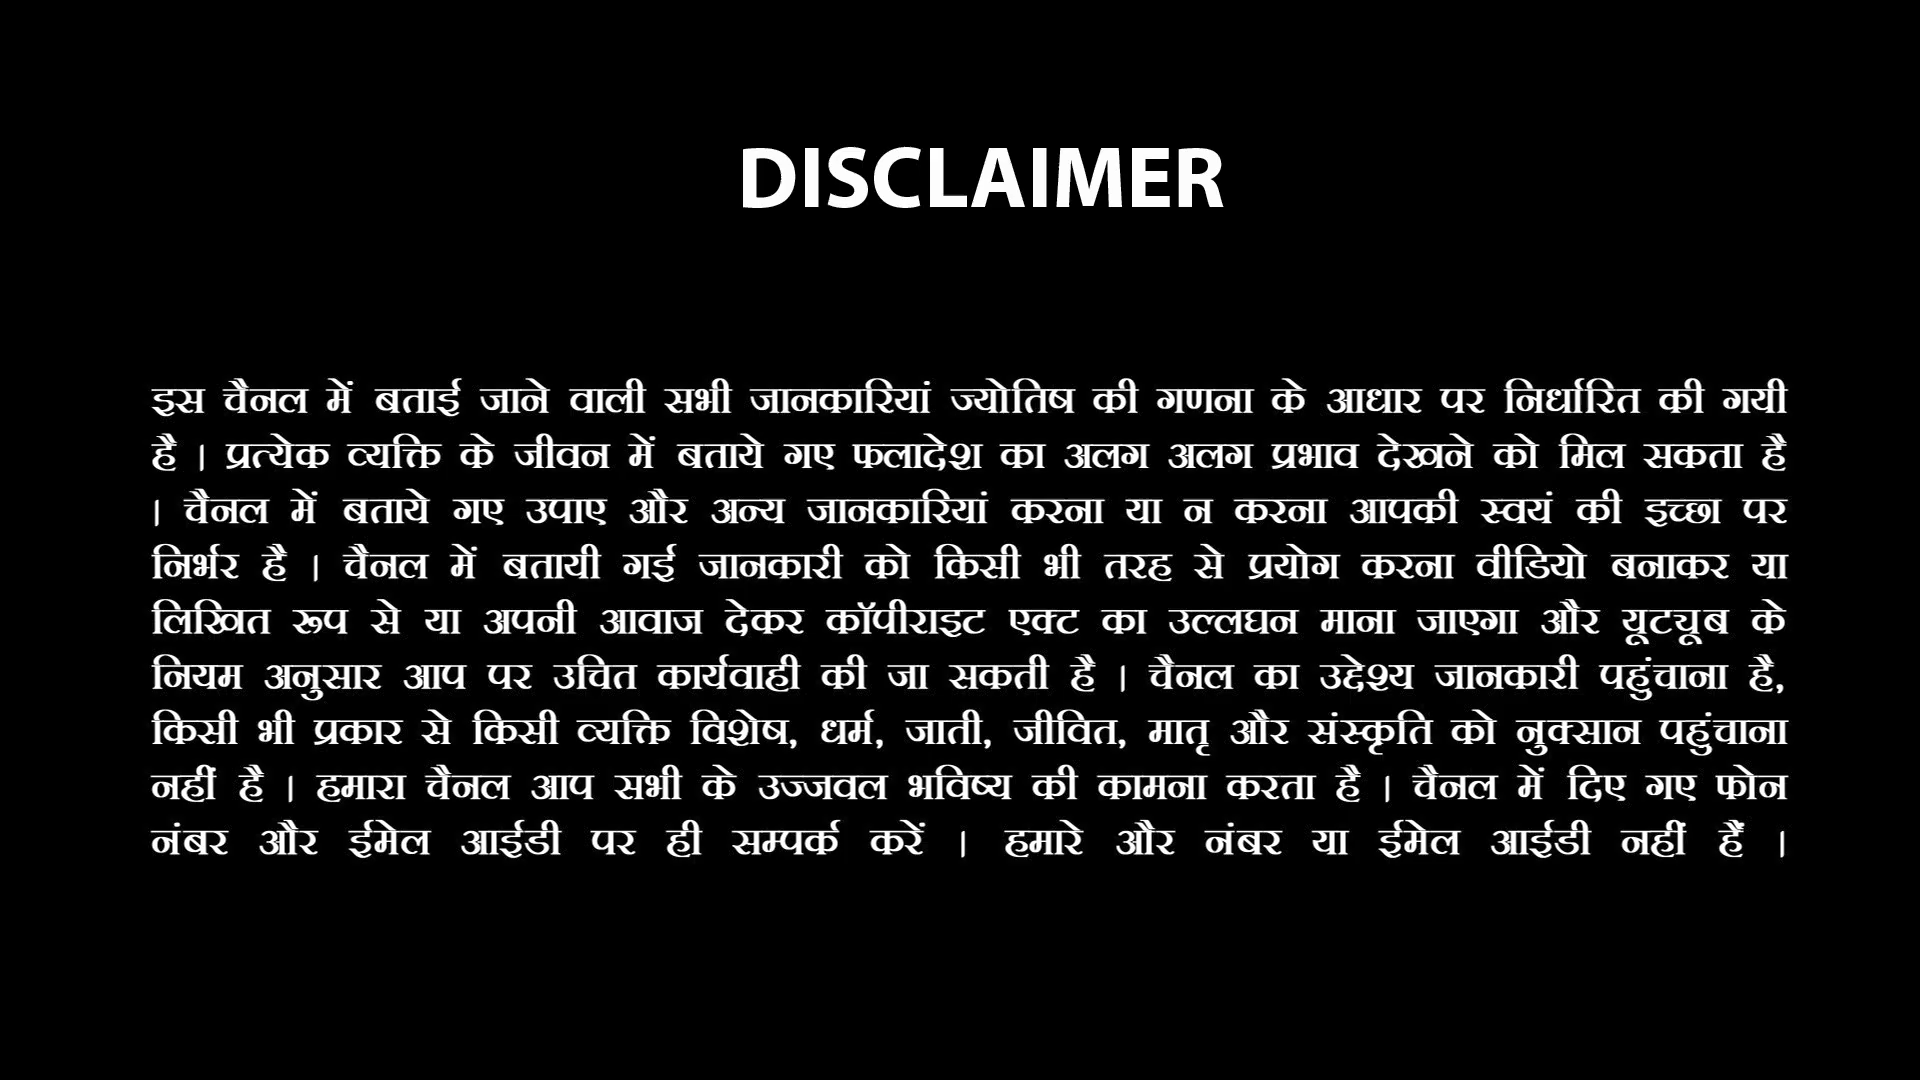 DISCLAIMER
इस चैनल में बताई जाने वाली सभी जानकारियां ज्योतिष की गणना के आधार पर निर्धारित की गयी
है । प्रत्येक व्यक्ति के जीवन में बताये गए फलादेश का अलग अलग प्रभाव देखने को मिल सकता है
। चैनल में बताये गए उपाए और अन्य जानकारियां करना या न करना आपकी स्वयं की इच्छा पर
निर्भर है । चैनल में बतायी गई जानकारी को किसी भी तरह से प्रयोग करना वीडियो बनाकर या
लिखित रूप से या अपनी आवाज देकर कॉपीराइट एक्ट का उल्लघन माना जाएगा और यूटच्यूब के
नियम अनुसार आप पर उचित कार्यवाही की जा सकती है । चैनल का उद्देश्य जानकारी पहुंचाना है,
किसी भी प्रकार से किसी व्यक्ति विशेष, धर्म, जाती, जीवित, मातृ और संस्कृति को नुक्सान पहुंचाना
नहीं है । हमारा चैनल आप सभी के उज्जवल भविष्य की कामना करता है । चैनल में दिए गए फोन
नंबर और ईमेल आईडी पर ही सम्पर्क करें । हमारे और नंबर या ईमेल आईडी नहीं हैं ।